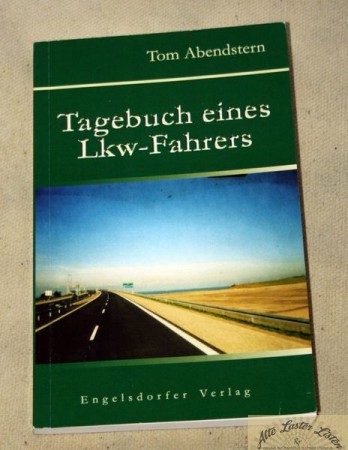 Tom Abendstern
Tagebuch eines
Lkw-Fahrers
Engelsdorfer Verlag
Alte Laster Listen